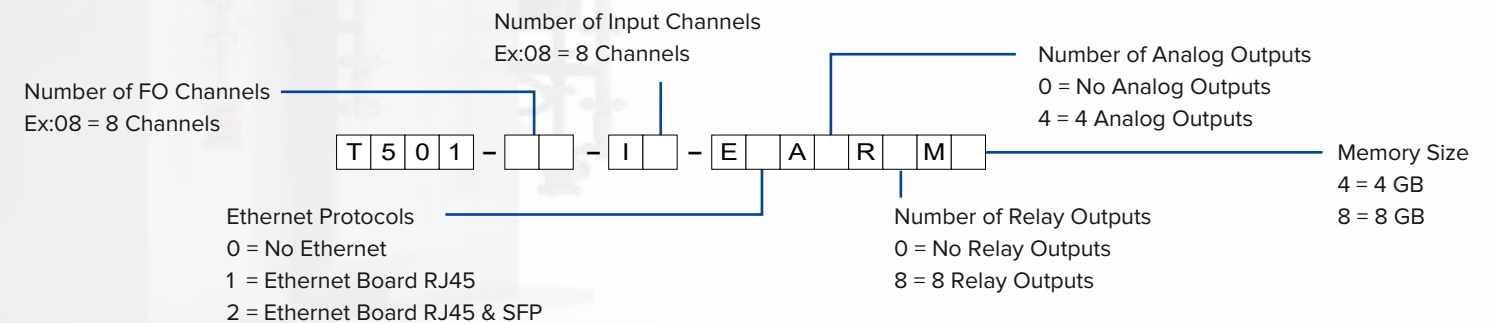 Number of Input Channels
Ex:08 = 8 Channels
Number of Analog Outputs
0 = No Analog Outputs
4 = 4 Analog Outputs
Number of FO Channels
Ex:08 = 8 Channels
T501- - I - E A R M
Memory Size
4 = 4 GB
8 = 8 GB
Ethernet Protocols
0 = No Ethernet
1 = Ethernet Board RJ45
2 = Ethernet Board RJ45 & SFP
Number of Relay Outputs
0 = No Relay Outputs
8 = 8 Relay Outputs